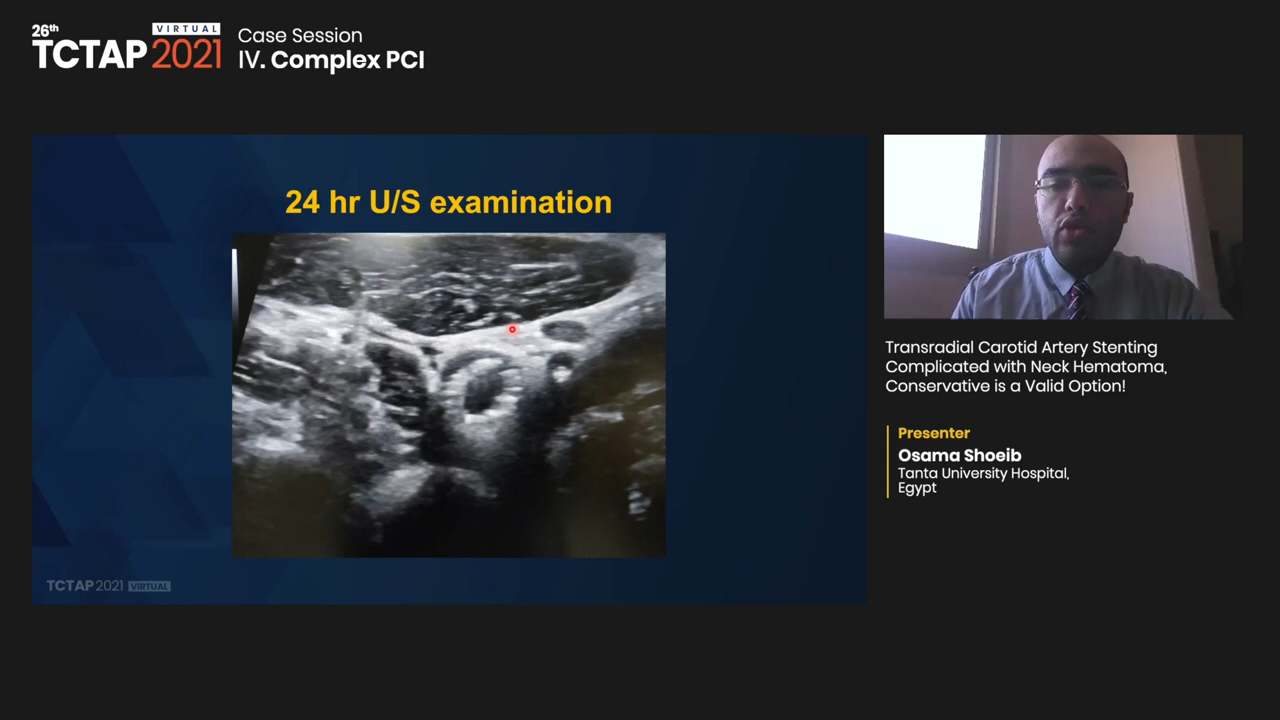 26th
TCTAP VIRTUAL 2021
Case Session
IV. Complex PCI
24 hr U/S examination
TCTAP 2021 VIRTUAL
Transradial Carotid Artery Stenting
Complicated with Neck Hematoma,
Conservative is a Valid Option!
Presenter
Osama Shoeib
Tanta University Hospital,
Egypt